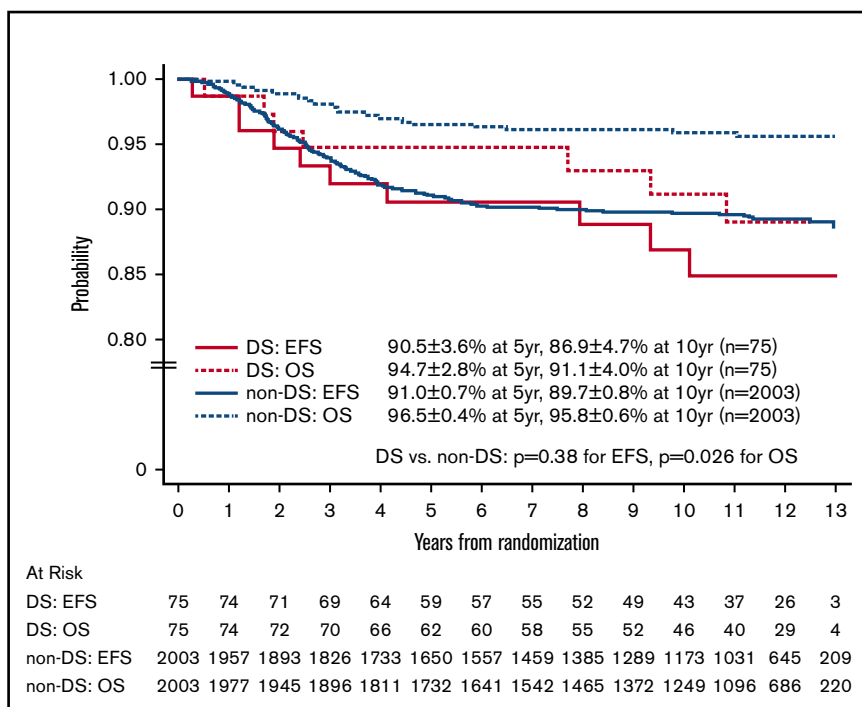 1.00
0.95
0.90
0.85
0.80
0
Probability
DS: EFS 90.5±3.6% at 5yr, 86.9±4.7% at 10yr (n=75)
DS: OS 94.7±2.8% at 5yr, 91.1±4.0% at 10yr (n=75)
non-DS: EFS 91.0±0.7% at 5yr, 89.7±0.8% at 10yr (n=2003)
non-DS: OS 96.5±0.4% at 5yr, 95.8±0.6% at 10yr (n=2003)
DS vs. non-DS: p=0.38 for EFS, p=0.026 for OS
0 1 2 3 4 5 6 7 8 9 10 11 12 13
Years from randomization
At Risk
DS: EFS 75 74 71 69 64 59 57 55 52 49 43 37 26 3
DS: OS 75 74 72 70 66 62 60 58 55 52 46 40 29 4
non-DS: EFS 2003 1957 1893 1826 1733 1650 1557 1459 1385 1289 1173 1031 645 209
non-DS: OS 2003 1977 1945 1896 1811 1732 1641 1542 1465 1372 1249 1096 686 220